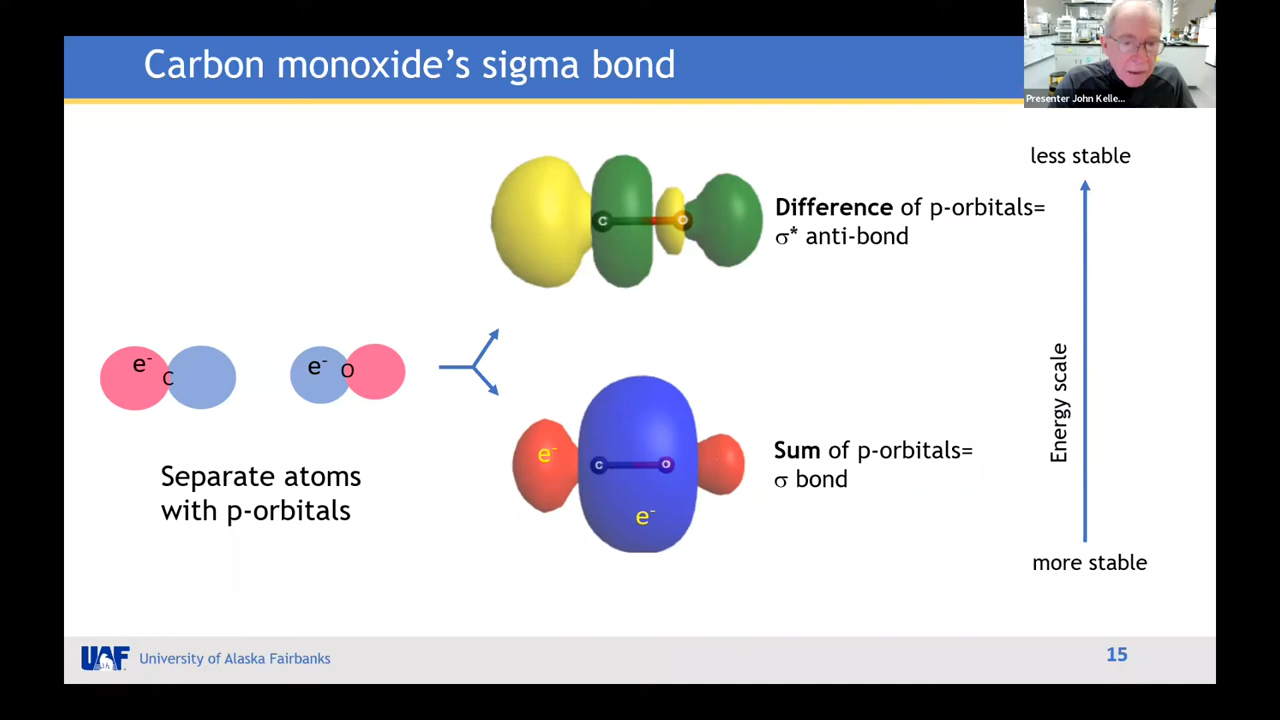 Carbon monoxide’s sigma bond
Presenter John Kelle...
less stable
C
O
Difference of p-orbitals=
σ* anti-bond
e-
C
e-
O
Energy scale
e-
C
O
e-
Sum of p-orbitals=
σ bond
Separate atoms
with p-orbitals
more stable
UAF
University of Alaska Fairbanks
15